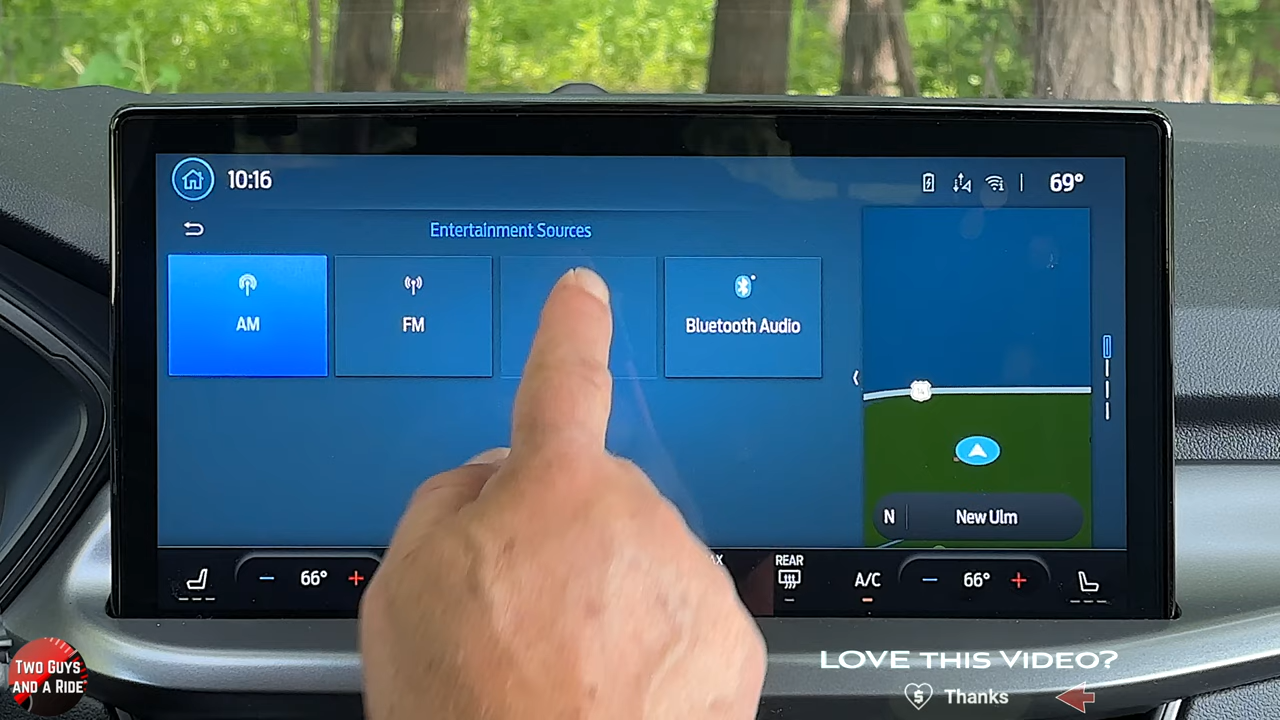 10:16
69°
Entertainment Sources
AM
FM
Bluetooth Audio
N
New Ulm
66°
REAR
A/C
66°
TWO GUYS
AND A RIDE
LOVE THIS VIDEO?
Thanks